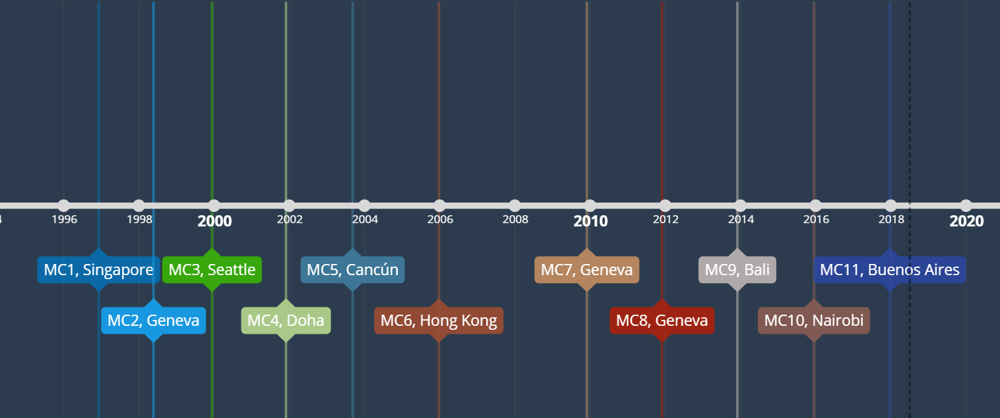 4
1996
1998
2000
2002
2004
2006
2008
2010
2012
2014
2016
2018
2020
MC1, Singapore
MC3, Seattle
MC5, Cancún
MC7, Geneva
MC9, Bali
MC11, Buenos Aires
MC2, Geneva
MC4, Doha
MC6, Hong Kong
MC8, Geneva
MC10, Nairobi